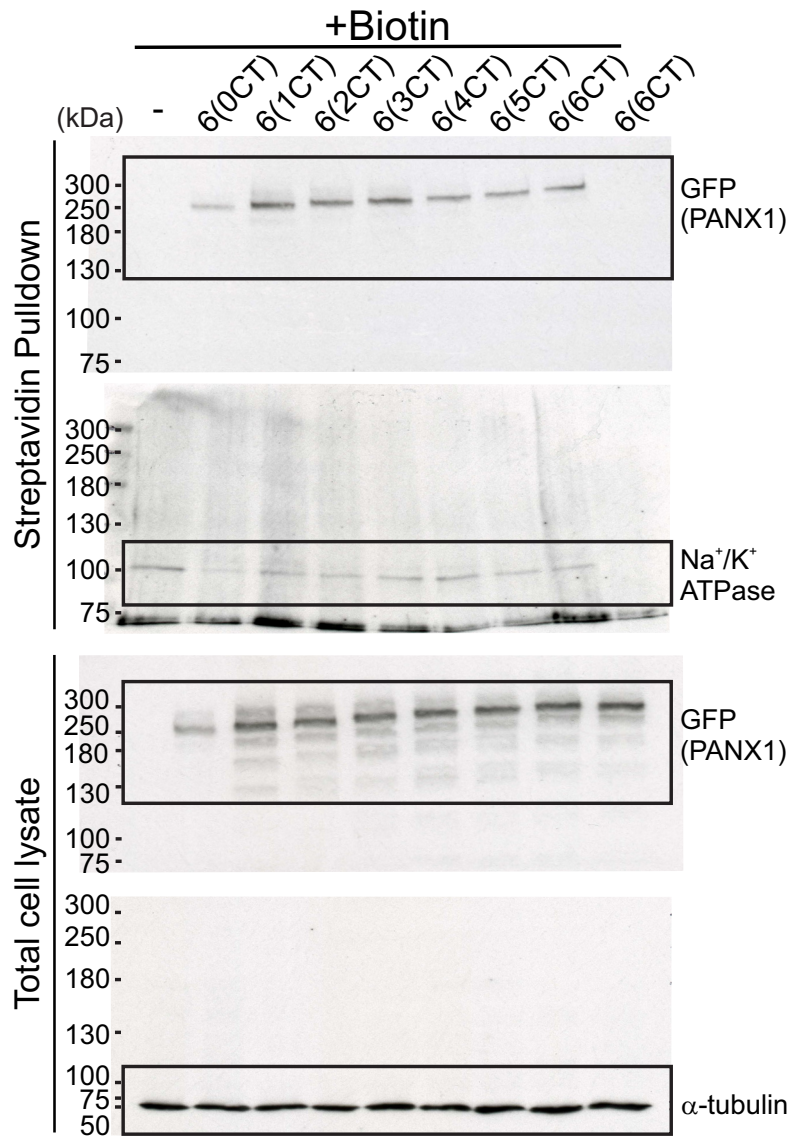 +Biotin
(kDa) - 6(0CT) 6(1CT) 6(2CT) 6(3CT) 6(4CT) 6(5CT) 6(6CT) 6(6CT)
Streptavidin Pulldown
300
250
180
130
100
75
GFP
(PANX1)
300
250
180
130
100
75
Na⁺/K⁺
ATPase
Total cell lysate
300
250
180
130
100
75
GFP
(PANX1)
300
250
180
130
100
75
50
α-tubulin